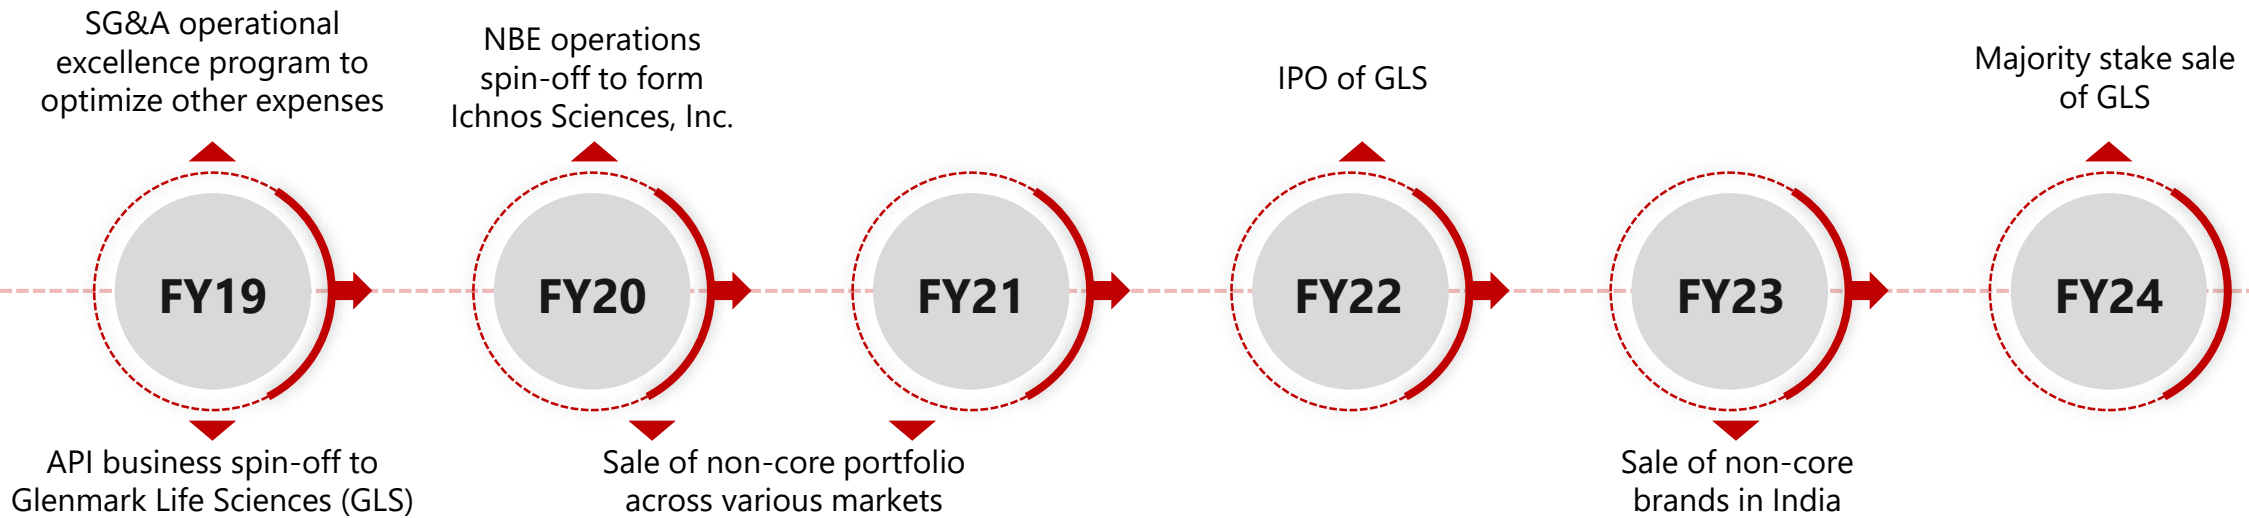 SG&A operational
excellence program to
optimize other expenses
NBE operations
spin-off to form
Ichnos Sciences, Inc.
IPO of GLS
Majority stake sale
of GLS
FY19
FY20
FY21
FY22
FY23
FY24
API business spin-off to
Glenmark Life Sciences (GLS)
Sale of non-core portfolio
across various markets
Sale of non-core
brands in India